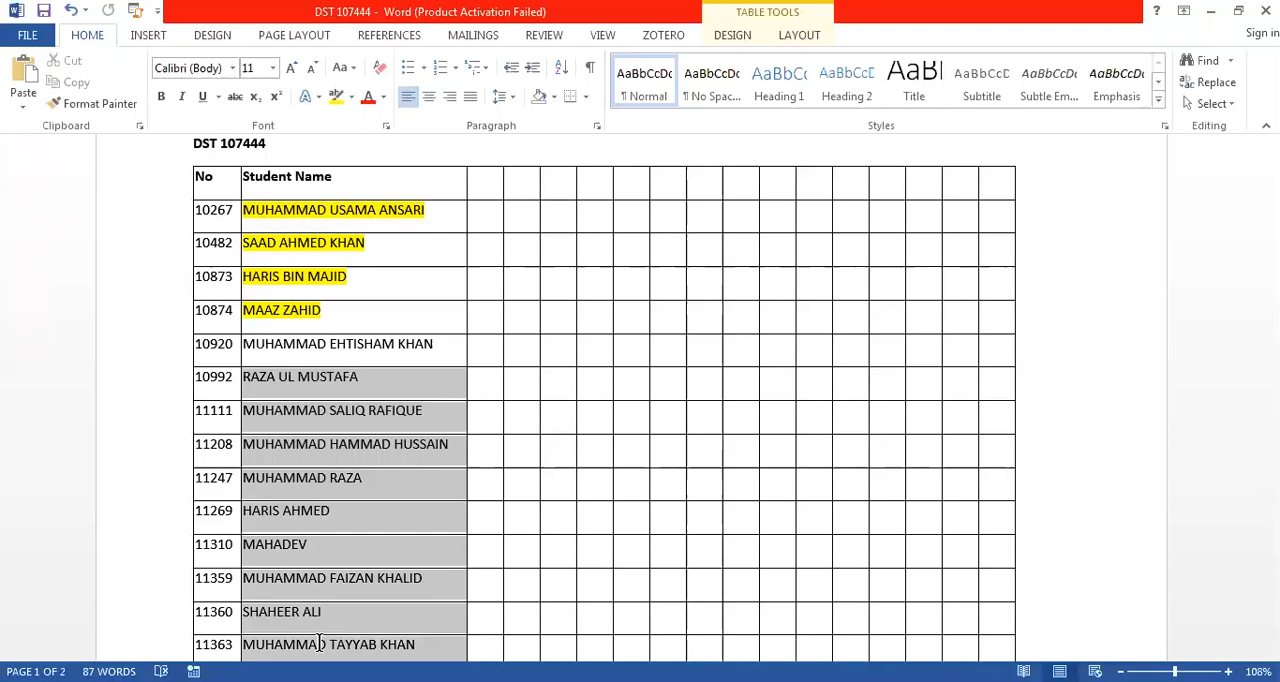 DST 107444 - Word (Product Activation Failed)
TABLE TOOLS
?
FILE HOME INSERT DESIGN PAGE LAYOUT REFERENCES MAILINGS REVIEW VIEW ZOTERO DESIGN LAYOUT Sign in
Paste
Cut
Copy
Format Painter
Clipboard
Calibri (Body) 11
Font
Paragraph
AaBbCcDc AaBbCcDc AaBbCc AaBbCcD AaBl AaBbCcD AaBbCcDc AaBbCcDc
¶ Normal ¶ No Spac... Heading 1 Heading 2 Title Subtitle Subtle Em... Emphasis
Styles
Find
Replace
Select
Editing
DST 107444
No Student Name
10267 MUHAMMAD USAMA ANSARI
10482 SAAD AHMED KHAN
10873 HARIS BIN MAJID
10874 MAAZ ZAHID
10920 MUHAMMAD EHTISHAM KHAN
10992 RAZA UL MUSTAFA
11111 MUHAMMAD SALIQ RAFIQUE
11208 MUHAMMAD HAMMAD HUSSAIN
11247 MUHAMMAD RAZA
11269 HARIS AHMED
11310 MAHADEV
11359 MUHAMMAD FAIZAN KHALID
11360 SHAHEER ALI
11363 MUHAMMAD TAYYAB KHAN
PAGE 1 OF 2 87 WORDS 108%